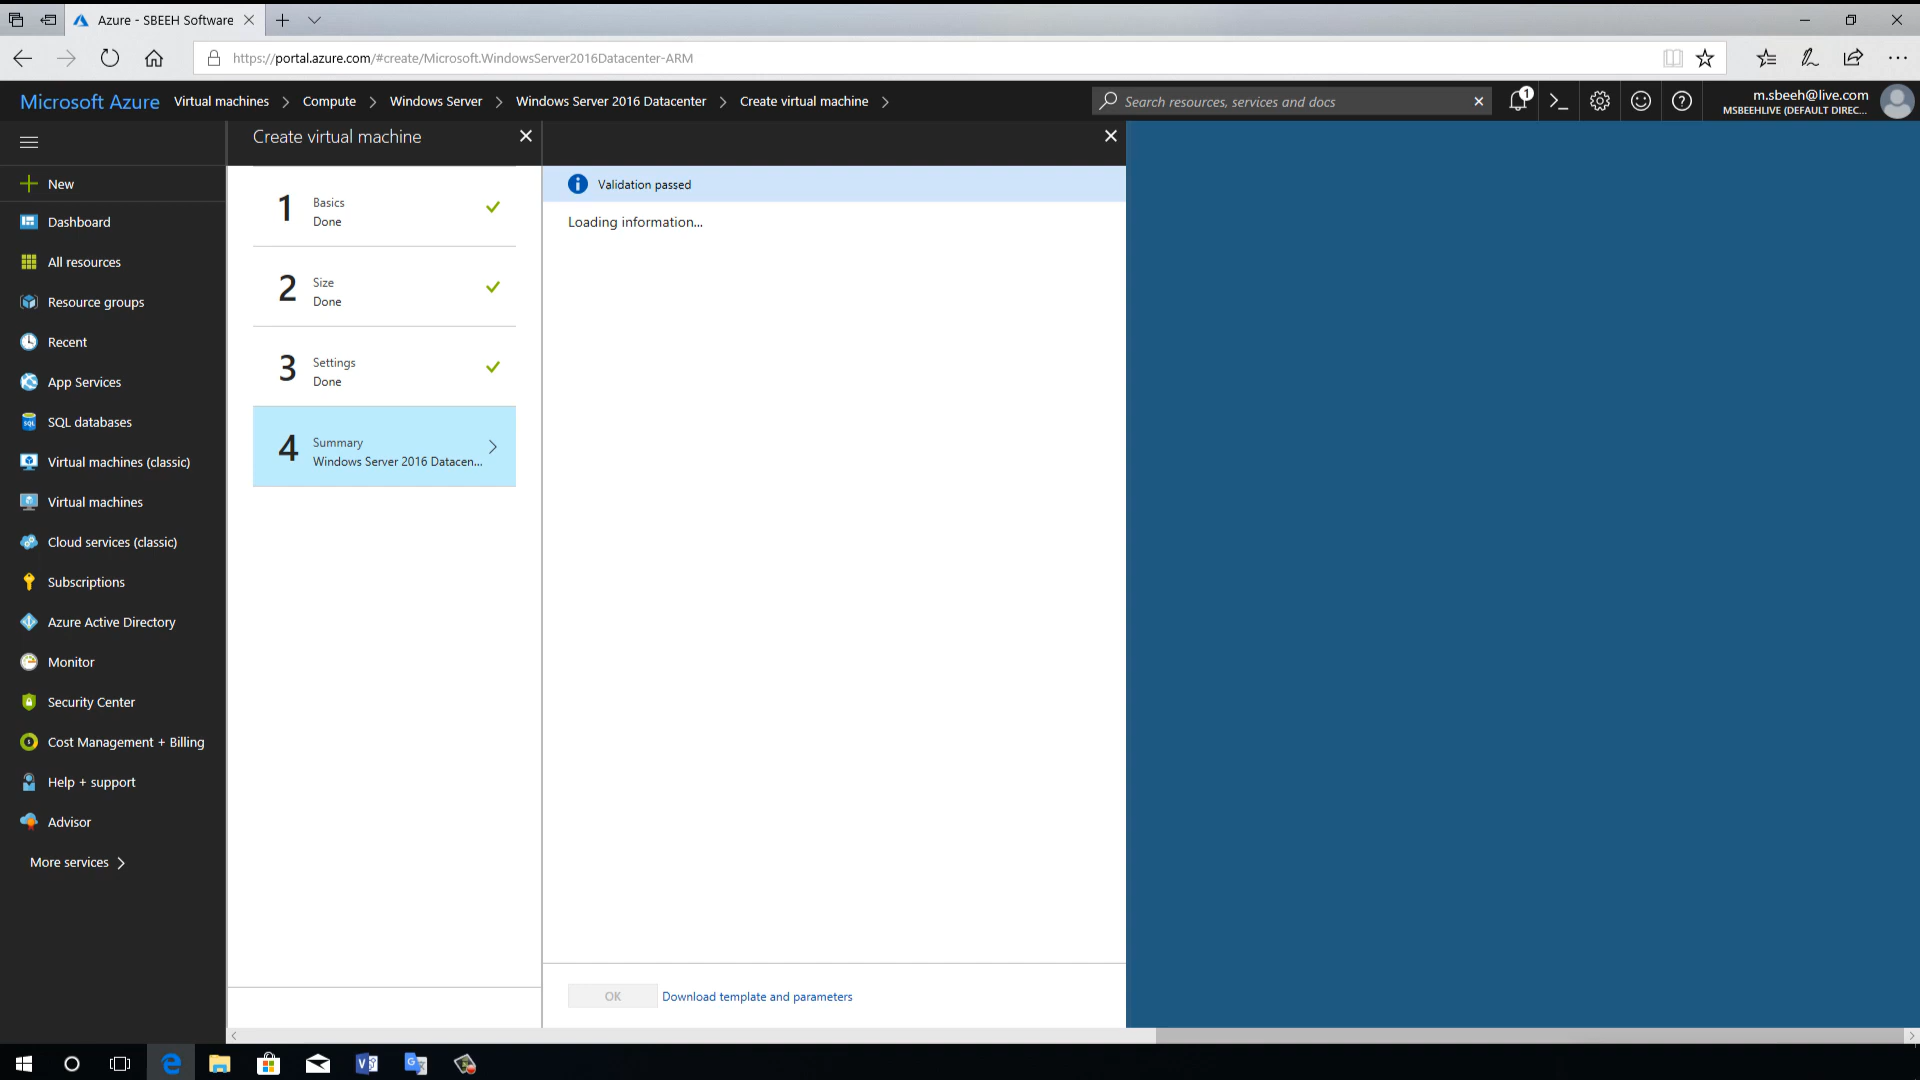 Azure - SBEEH Software
https://portal.azure.com/#create/Microsoft.WindowsServer2016Datacenter-ARM
Microsoft Azure Virtual machines Compute Windows Server Windows Server 2016 Datacenter Create virtual machine
Search resources, services and docs
1
m.sbeeh@live.com
MSBEEHLIVE (DEFAULT DIREC...
Create virtual machine
New
Dashboard
All resources
Resource groups
Recent
App Services
SQL databases
Virtual machines (classic)
Virtual machines
Cloud services (classic)
Subscriptions
Azure Active Directory
Monitor
Security Center
Cost Management + Billing
Help + support
Advisor
More services
1 Basics
Done
2 Size
Done
3 Settings
Done
4 Summary
Windows Server 2016 Datacen...
Validation passed
Loading information...
OK Download template and parameters